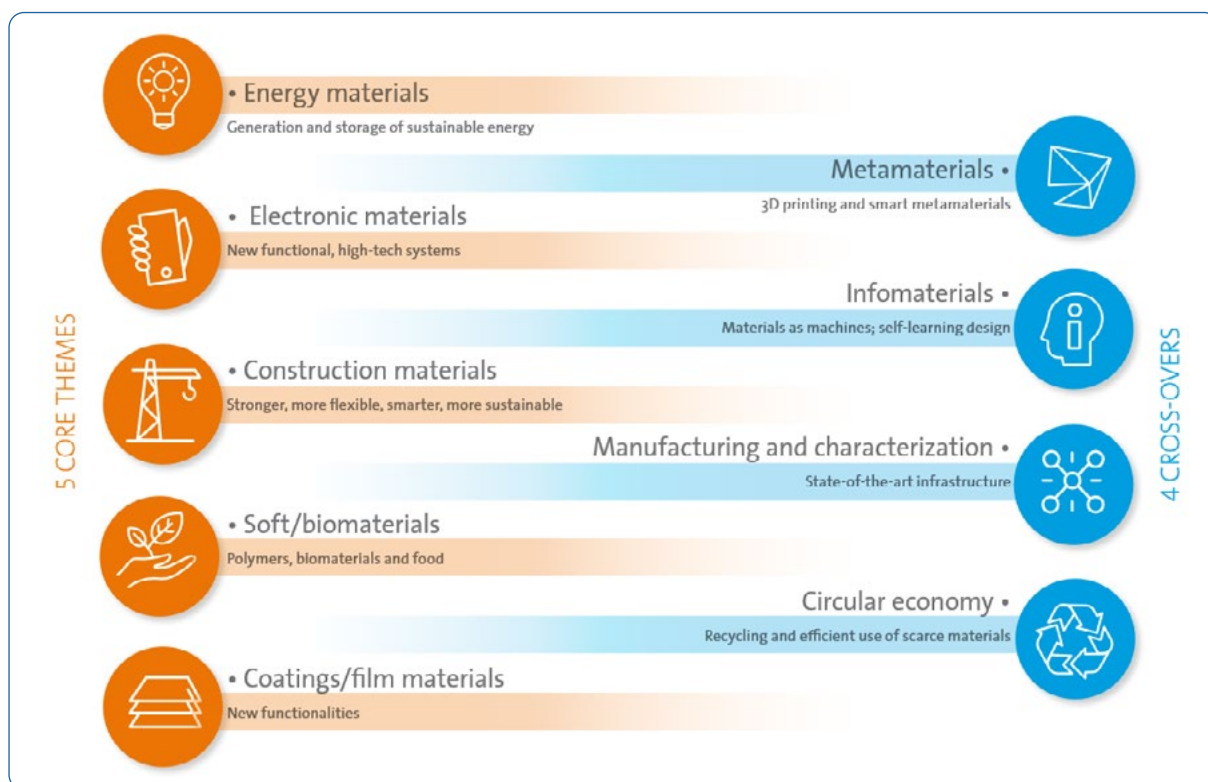 • Energy materials
Generation and storage of sustainable energy
Metamaterials •
3D printing and smart metamaterials
• Electronic materials
New functional, high-tech systems
Infomaterials •
Materials as machines; self-learning design
5 CORE THEMES
4 CROSS-OVERS
• Construction materials
Stronger, more flexible, smarter, more sustainable
Manufacturing and characterization •
State-of-the-art infrastructure
• Soft/biomaterials
Polymers, biomaterials and food
Circular economy •
Recycling and efficient use of scarce materials
• Coatings/film materials
New functionalities